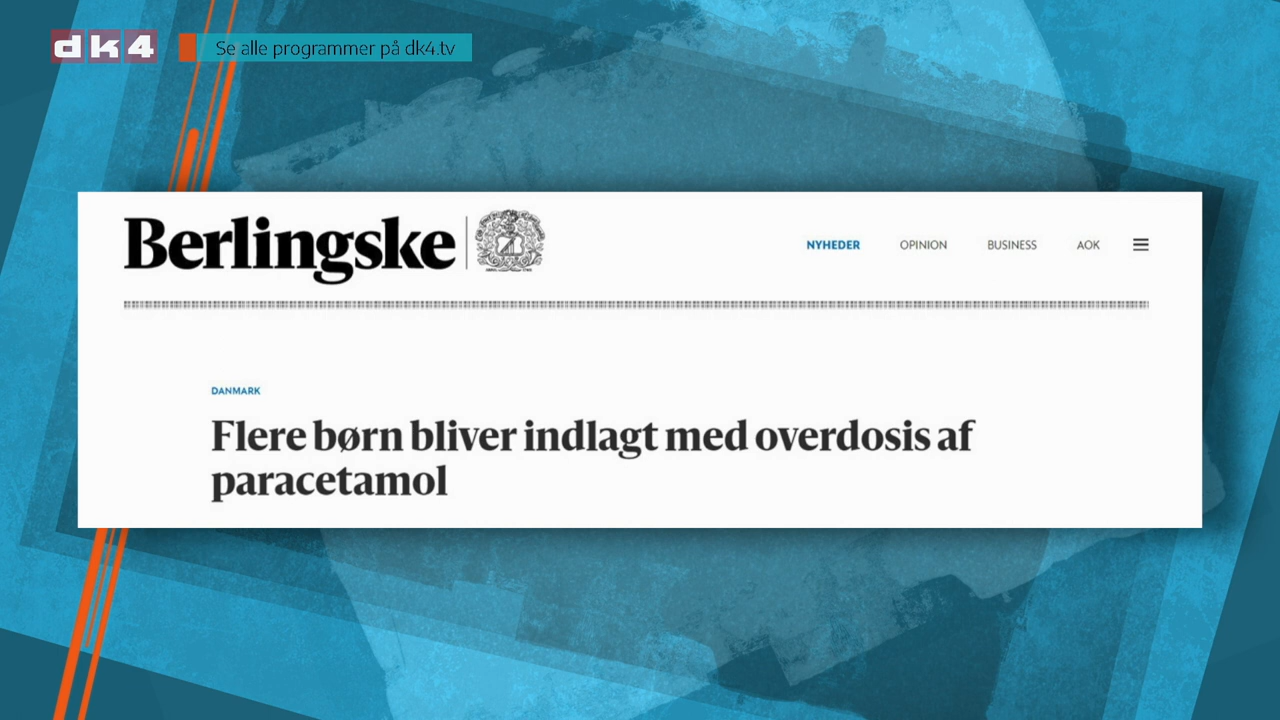 dk4
Se alle programmer på dk4.tv
Berlingske
NYHEDER
OPINION
BUSINESS
AOK
DANMARK
Flere børn bliver indlagt med overdosis af
paracetamol